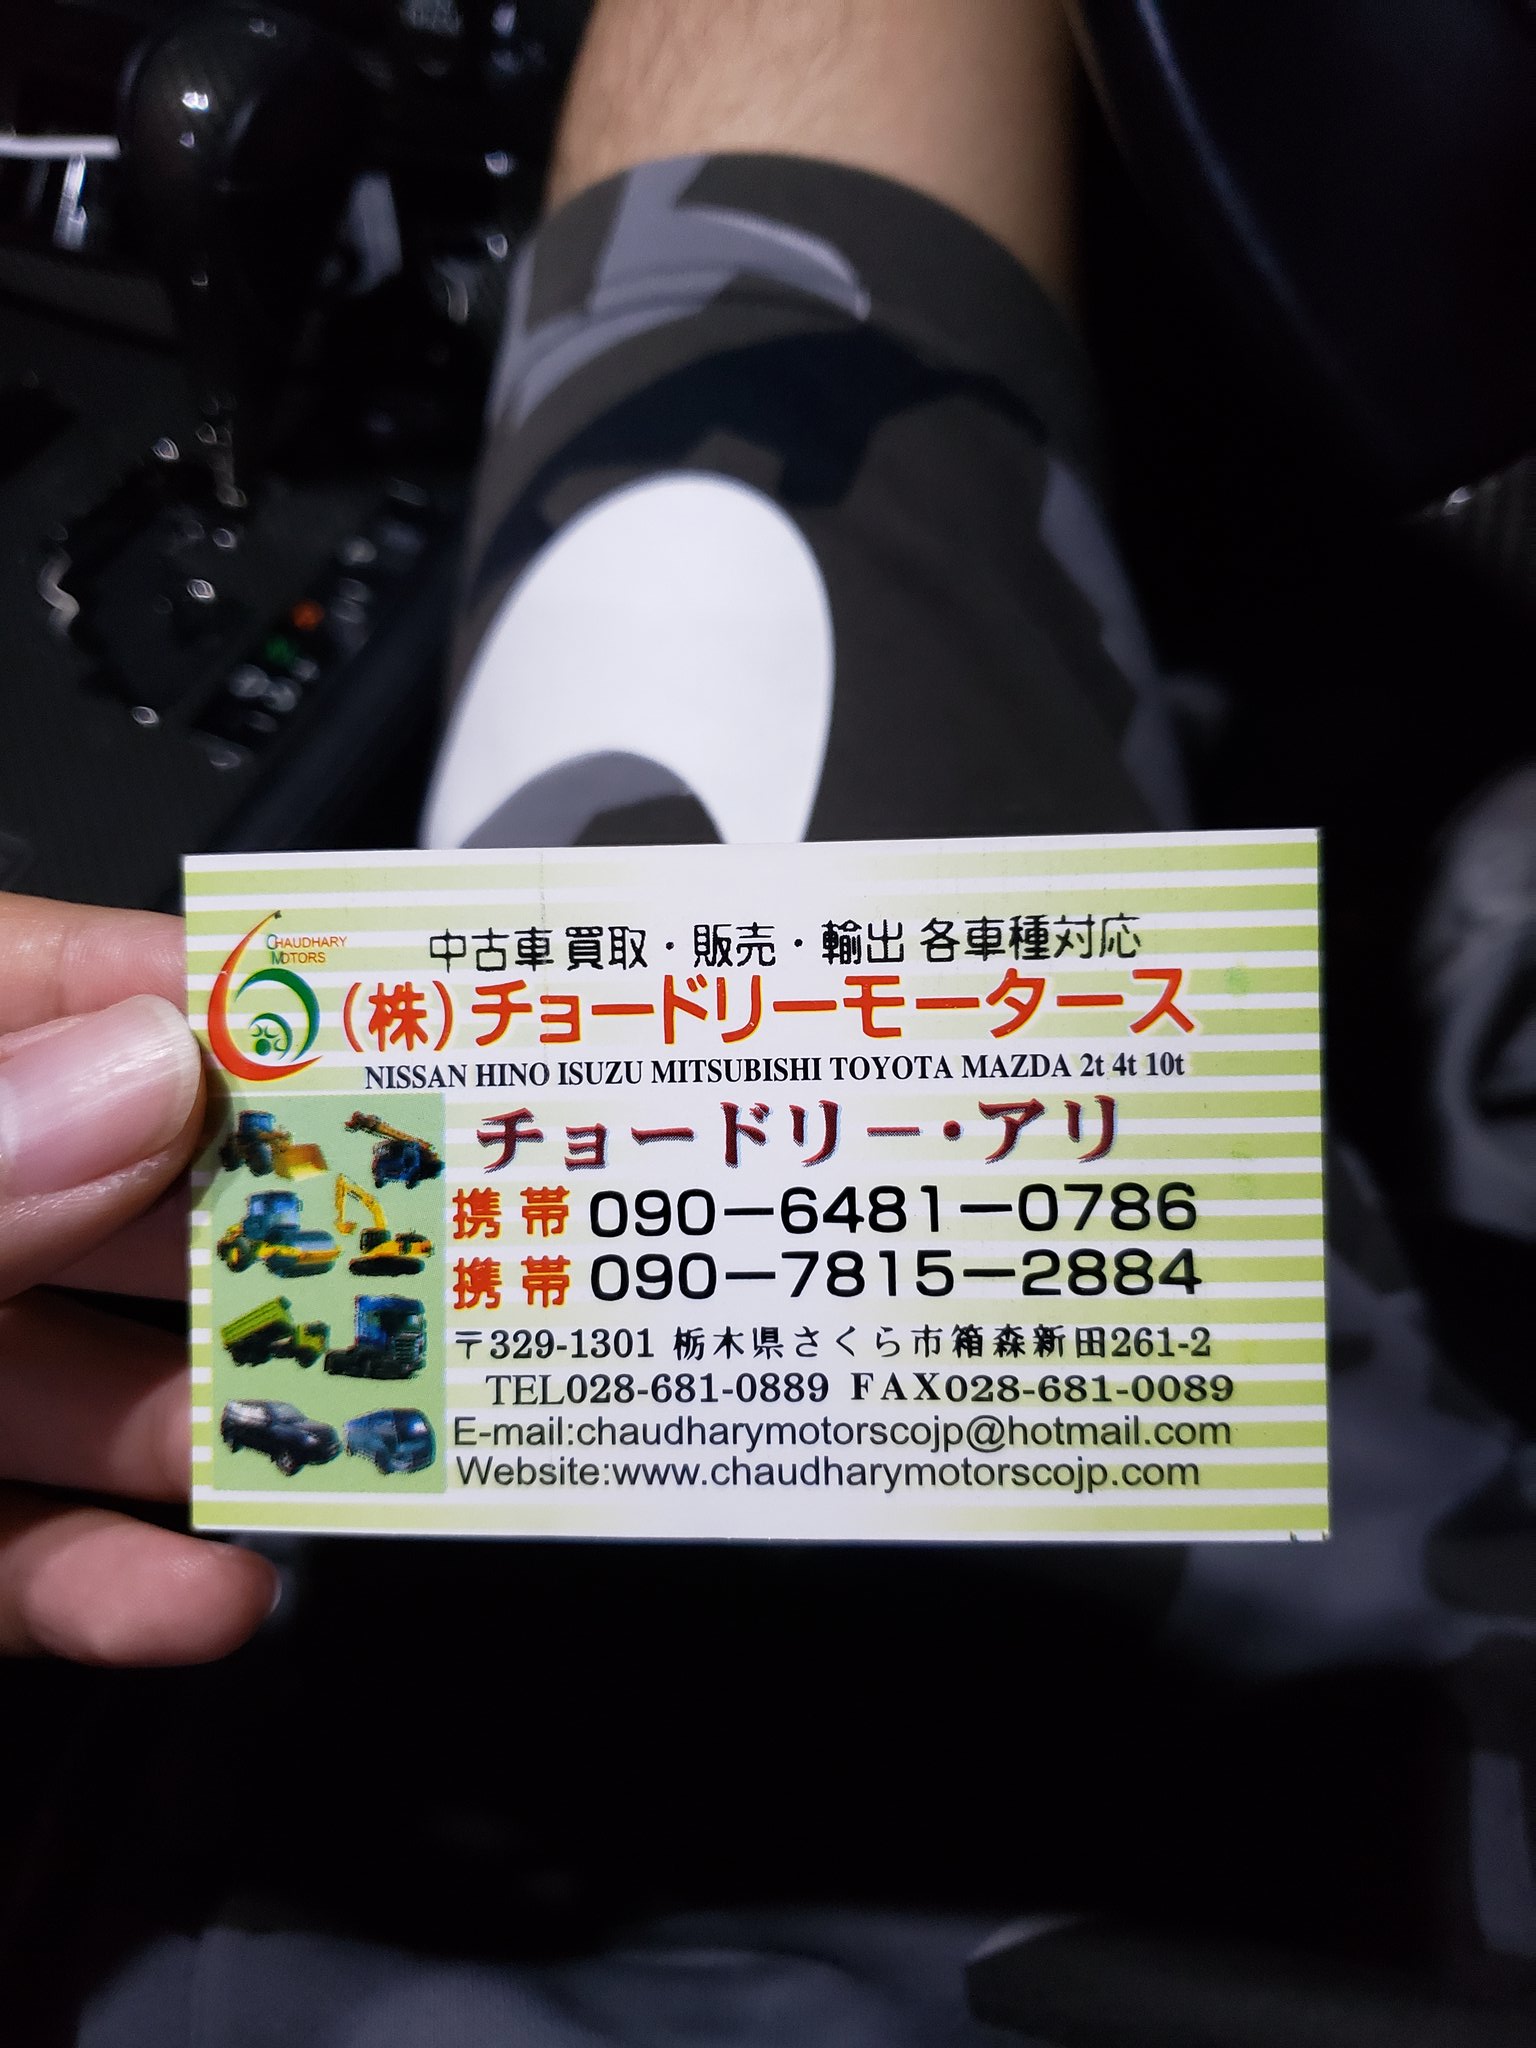 CHAUDHARY
MOTORS
中古車 買取・販売・輸出 各車種対応
(株)チョードリーモータース
NISSAN HINO ISUZU MITSUBISHI TOYOTA MAZDA 2t 4t 10t
チョードリー・アリ
携帯 090-6481-0786
携帯 090-7815-2884
〒329-1301 栃木県さくら市箱森新田261-2
TEL028-681-0889 FAX028-681-0089
E-mail:chaudharymotorscojp@hotmail.com
Website:www.chaudharymotorscojp.com